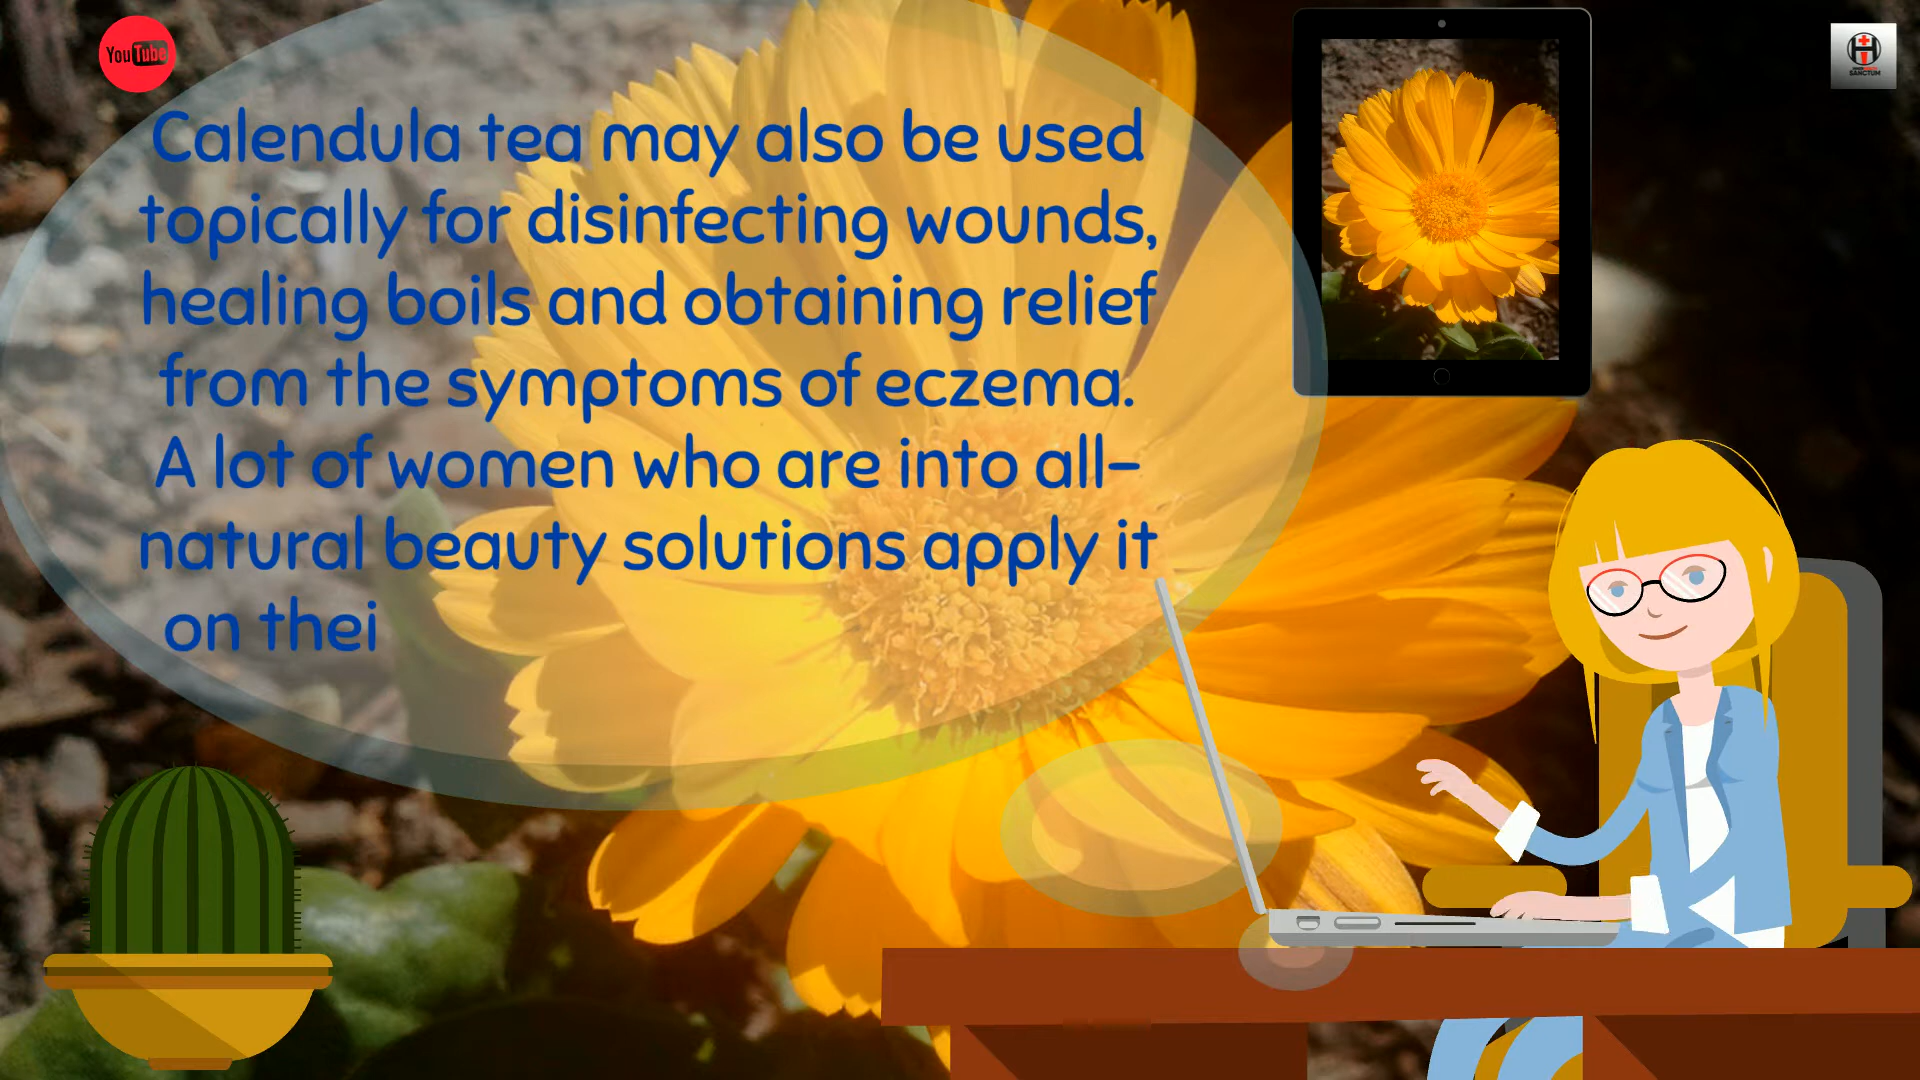 YouTube
SANCTUM
Calendula tea may also be used
topically for disinfecting wounds,
healing boils and obtaining relief
from the symptoms of eczema.
A lot of women who are into all-
natural beauty solutions apply it
on thei